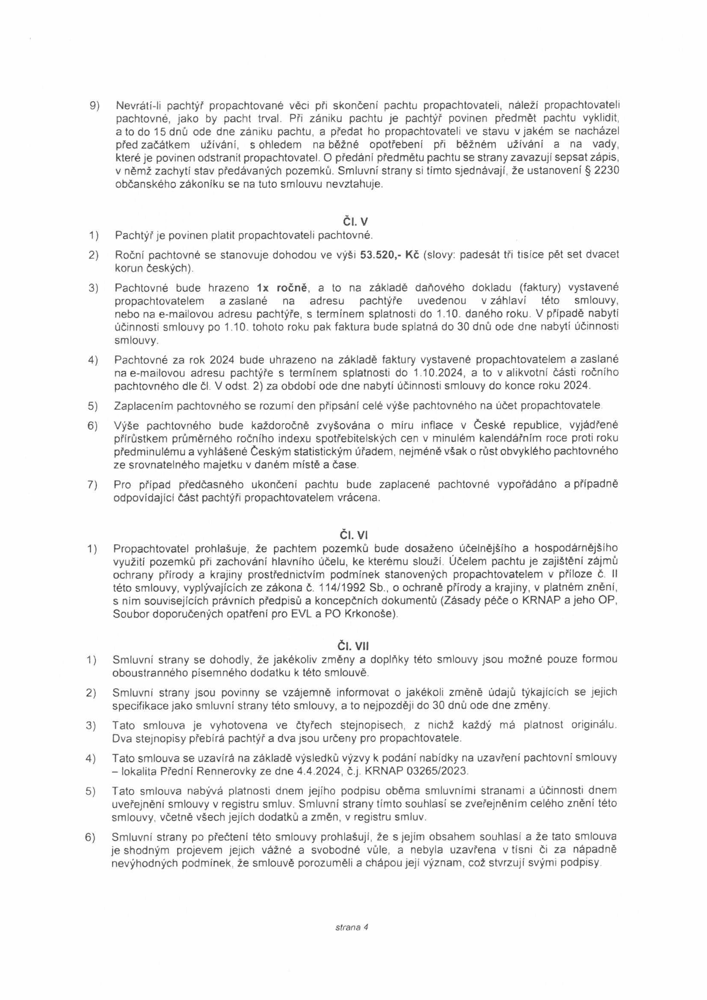 9) Nevrátí-li pachtýř propachtované věci při skončení pachtu propachtovateli, náleží propachtovateli
pachtovné, jako by pacht trval. Při zániku pachtu je pachtýř povinen předmět pachtu vyklidit,
a to do 15 dnů ode dne zániku pachtu, a předat ho propachtovateli ve stavu v jakém se nacházel
před začátkem užívání, s ohledem na běžné opotřebení při běžném užívání a na vady,
které je povinen odstranit propachtovatel. O předání předmětu pachtu se strany zavazují sepsat zápis,
v němž zachytí stav předávaných pozemků. Smluvní strany si tímto sjednávají, že ustanovení § 2230
občanského zákoníku se na tuto smlouvu nevztahuje.
Čl. V
1) Pachtýř je povinen platit propachtovateli pachtovné.
2) Roční pachtovné se stanovuje dohodou ve výši 53.520,- Kč (slovy: padesát tři tisíce pět set dvacet
korun českých).
3) Pachtovné bude hrazeno 1x ročně, a to na základě daňového dokladu (faktury) vystavené
propachtovatelem a zaslané na adresu pachtýře uvedenou v záhlaví této smlouvy,
nebo na e-mailovou adresu pachtýře, s termínem splatnosti do 1.10. daného roku. V případě nabytí
účinnosti smlouvy po 1.10. tohoto roku pak faktura bude splatná do 30 dnů ode dne nabytí účinnosti
smlouvy.
4) Pachtovné za rok 2024 bude uhrazeno na základě faktury vystavené propachtovatelem a zaslané
na e-mailovou adresu pachtýře s termínem splatnosti do 1.10.2024, a to v alikvotní části ročního
pachtovného dle čl. V odst. 2) za období ode dne nabytí účinnosti smlouvy do konce roku 2024.
5) Zaplacením pachtovného se rozumí den připsání celé výše pachtovného na účet propachtovatele.
6) Výše pachtovného bude každoročně zvyšována o míru inflace v České republice, vyjádřené
přírůstkem průměrného ročního indexu spotřebitelských cen v minulém kalendářním roce proti roku
předminulému a vyhlášené Českým statistickým úřadem, nejméně však o růst obvyklého pachtovného
ze srovnatelného majetku v daném místě a čase.
7) Pro případ předčasného ukončení pachtu bude zaplacené pachtovné vypořádáno a případně
odpovídající část pachtýři propachtovatelem vrácena.
Čl. VI
1) Propachtovatel prohlašuje, že pachtem pozemků bude dosaženo účelnějšího a hospodárnějšího
využití pozemků při zachování hlavního účelu, ke kterému slouží. Účelem pachtu je zajištění zájmů
ochrany přírody a krajiny prostřednictvím podmínek stanovených propachtovatelem v příloze č. II
této smlouvy, vyplývajících ze zákona č. 114/1992 Sb., o ochraně přírody a krajiny, v platném znění,
s ním souvisejících právních předpisů a koncepčních dokumentů (Zásady péče o KRNAP a jeho OP,
Soubor doporučených opatření pro EVL a PO Krkonoše).
Čl. VII
1) Smluvní strany se dohodly, že jakékoliv změny a doplňky této smlouvy jsou možné pouze formou
oboustranného písemného dodatku k této smlouvě.
2) Smluvní strany jsou povinny se vzájemně informovat o jakékoli změně údajů týkajících se jejich
specifikace jako smluvní strany této smlouvy, a to nejpozději do 30 dnů ode dne změny.
3) Tato smlouva je vyhotovena ve čtyřech stejnopisech, z nichž každý má platnost originálu.
Dva stejnopisy přebírá pachtýř a dva jsou určeny pro propachtovatele.
4) Tato smlouva se uzavírá na základě výsledků výzvy k podání nabídky na uzavření pachtovní smlouvy
– lokalita Přední Rennerovky ze dne 4.4.2024, č.j. KRNAP 03265/2023.
5) Tato smlouva nabývá platnosti dnem jejího podpisu oběma smluvními stranami a účinnosti dnem
uveřejnění smlouvy v registru smluv. Smluvní strany tímto souhlasí se zveřejněním celého znění této
smlouvy, včetně všech jejích dodatků a změn, v registru smluv.
6) Smluvní strany po přečtení této smlouvy prohlašují, že s jejím obsahem souhlasí a že tato smlouva
je shodným projevem jejich vážné a svobodné vůle, a nebyla uzavřena v tísni či za nápadně
nevýhodných podmínek, že smlouvě porozuměli a chápou její význam, což stvrzují svými podpisy.
strana 4